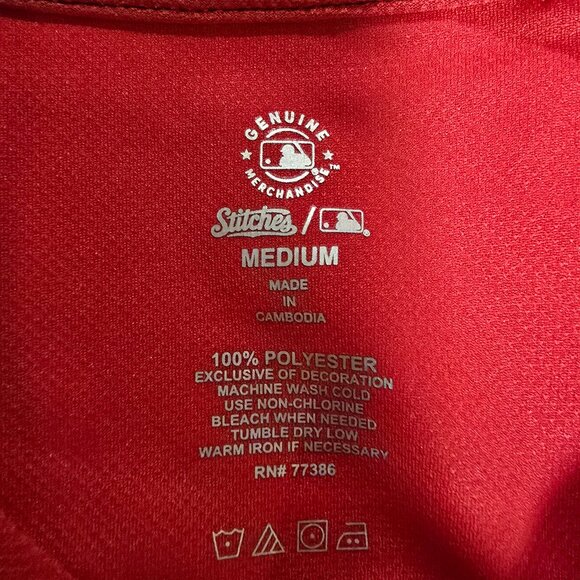 GENUINE
MERCHANDISE™
Stitches / ®
MEDIUM
MADE
IN
CAMBODIA
100% POLYESTER
EXCLUSIVE OF DECORATION
MACHINE WASH COLD
USE NON-CHLORINE
BLEACH WHEN NEEDED
TUMBLE DRY LOW
WARM IRON IF NECESSARY
RN# 77386